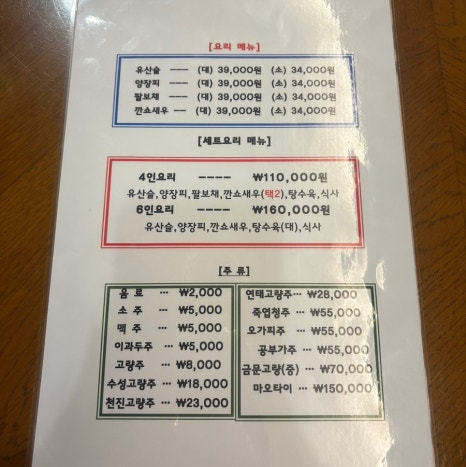 [요리 메뉴]
유산슬 --- (대) 39,000원 (소) 34,000원
양장피 --- (대) 39,000원 (소) 34,000원
팔보채 --- (대) 39,000원 (소) 34,000원
깐쇼새우 -- (대) 39,000원 (소) 34,000원
[세트요리 메뉴]
4인요리 ---- ₩110,000원
유산슬,양장피,팔보채,깐쇼새우(택2),탕수육,식사
6인요리 ---- ₩160,000원
유산슬,양장피,깐쇼새우,탕수육(대),식사
[주 류]
음 료 ··· ₩2,000
소 주 ··· ₩5,000
맥 주 ··· ₩5,000
이과두주 ··· ₩5,000
고량주 ··· ₩8,000
수성고량주 ··· ₩18,000
천진고량주 ··· ₩23,000
연태고량주··· ₩28,000
죽엽청주 ··· ₩55,000
오가피주 ··· ₩55,000
공부가주 ··· ₩55,000
금문고량(중) ··· ₩70,000
마오타이 ··· ₩150,000